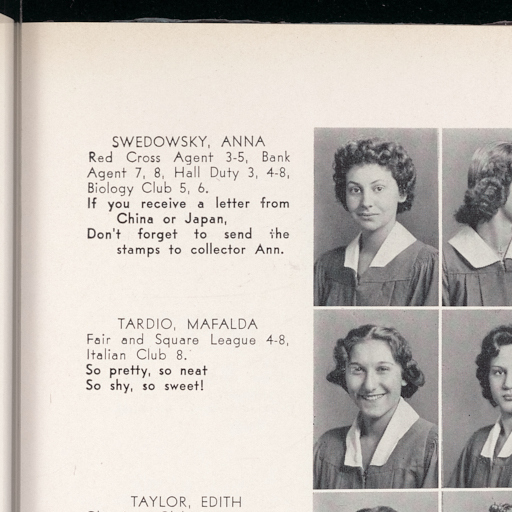 SWEDOWSKY, ANNA
Red Cross Agent 3-5, Bank
Agent 7, 8, Hall Duty 3, 4-8,
Biology Club 5, 6.
If you receive a letter from
China or Japan,
Don't forget to send the
stamps to collector Ann.
TARDIO, MAFALDA
Fair and Square League 4-8,
Italian Club 8.
So pretty, so neat
So shy, so sweet!
TAYLOR, EDITH